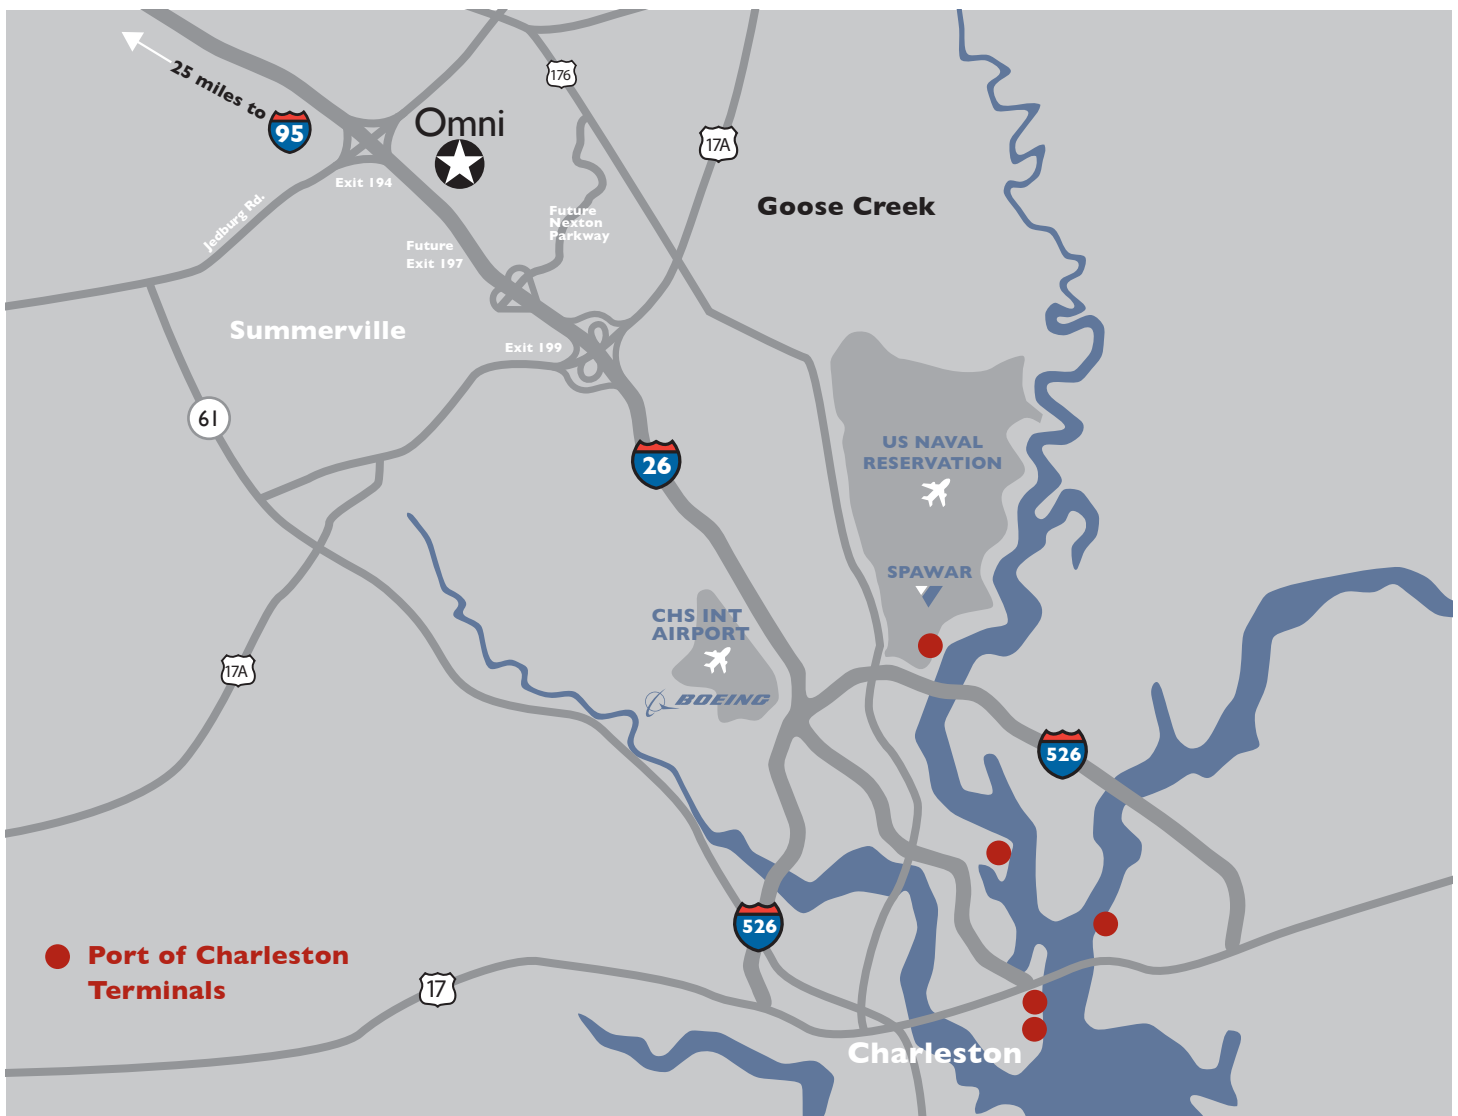 25 miles to
95
Omni
176
17A
Exit 194
Jedburg Rd.
Goose Creek
Future
Nexton
Parkway
Future
Exit 197
Summerville
Exit 199
61
26
US NAVAL
RESERVATION
SPAWAR
CHS INT
AIRPORT
BOEING
17A
526
526
Port of Charleston
Terminals
17
Charleston